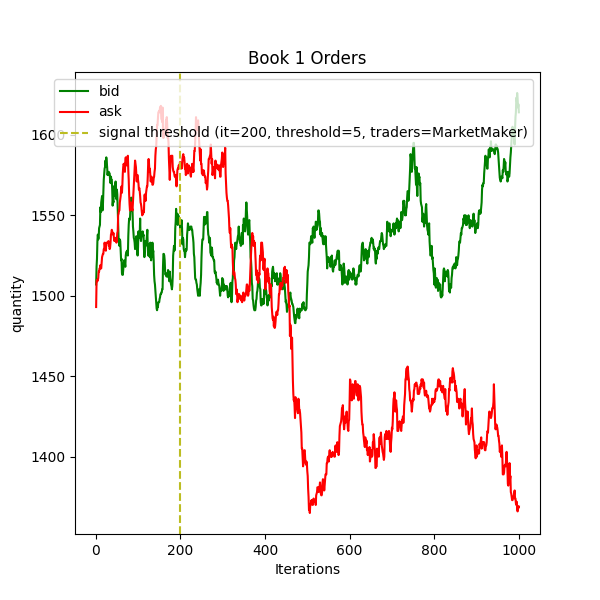 Book 1 Orders
bid
ask
signal threshold (it=200, threshold=5, traders=MarketMaker)
1600
1550
1500
1450
1400
quantity
0 200 400 600 800 1000
Iterations